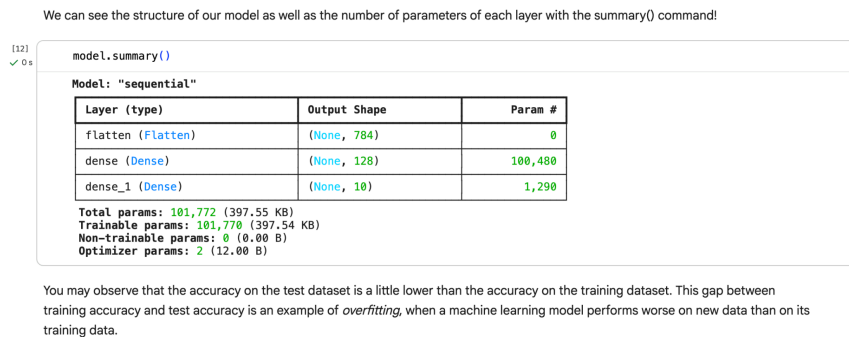 We can see the structure of our model as well as the number of parameters of each layer with the summary() command!
[12]
✓ 0s
model.summary()
Model: "sequential"
Layer (type) Output Shape Param #
flatten (Flatten) (None, 784) 0
dense (Dense) (None, 128) 100,480
dense_1 (Dense) (None, 10) 1,290
Total params: 101,772 (397.55 KB)
Trainable params: 101,770 (397.54 KB)
Non-trainable params: 0 (0.00 B)
Optimizer params: 2 (12.00 B)
You may observe that the accuracy on the test dataset is a little lower than the accuracy on the training dataset. This gap between
training accuracy and test accuracy is an example of overfitting, when a machine learning model performs worse on new data than on its
training data.